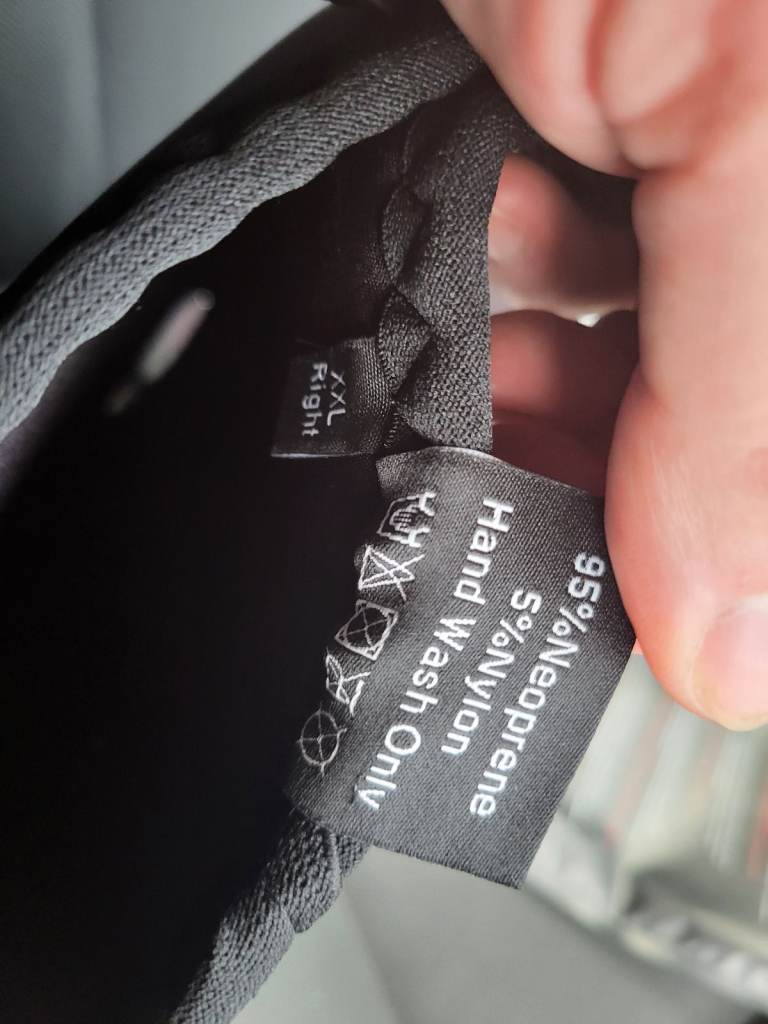 XXL
Right
95%Neoprene
5%Nylon
Hand Wash Only